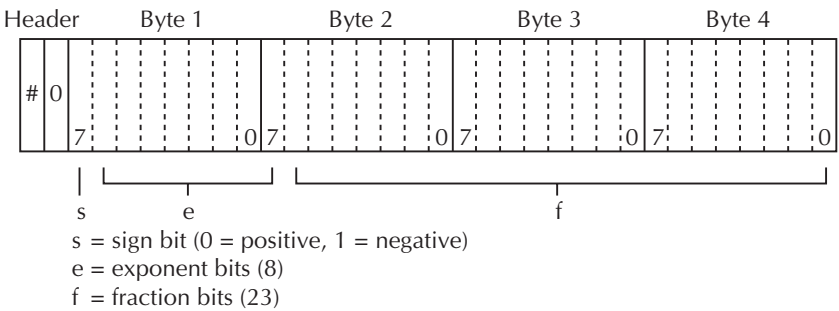 Header Byte 1 Byte 2 Byte 3 Byte 4
# 0
7 0 7 0 7 0 7 0
s e f
s = sign bit (0 = positive, 1 = negative)
e = exponent bits (8)
f = fraction bits (23)